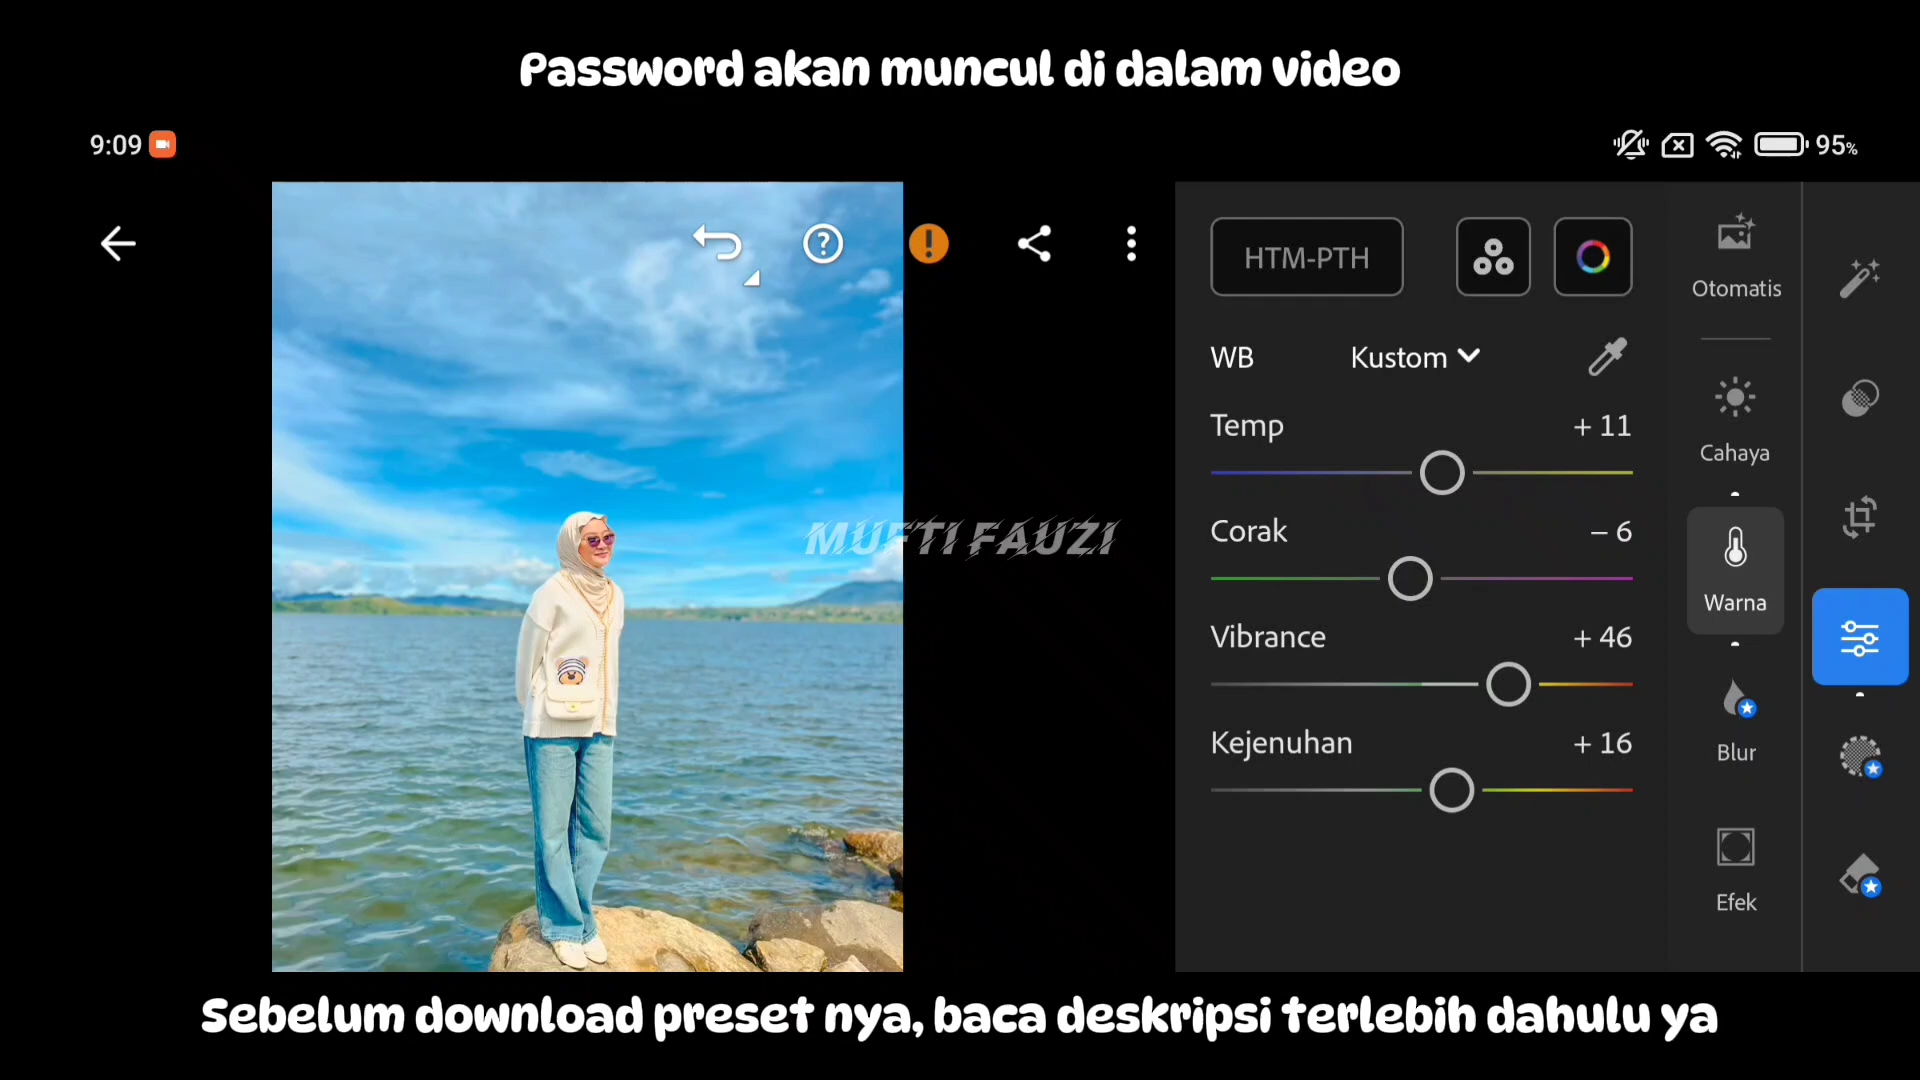 Password akan muncul di dalam video
9:09
95%
HTM-PTH
Otomatis
WB
Kustom
Temp
+ 11
Cahaya
Corak
– 6
Warna
Vibrance
+ 46
Blur
Kejenuhan
+ 16
Efek
MUFTI FAUZI
Sebelum download preset nya, baca deskripsi terlebih dahulu ya